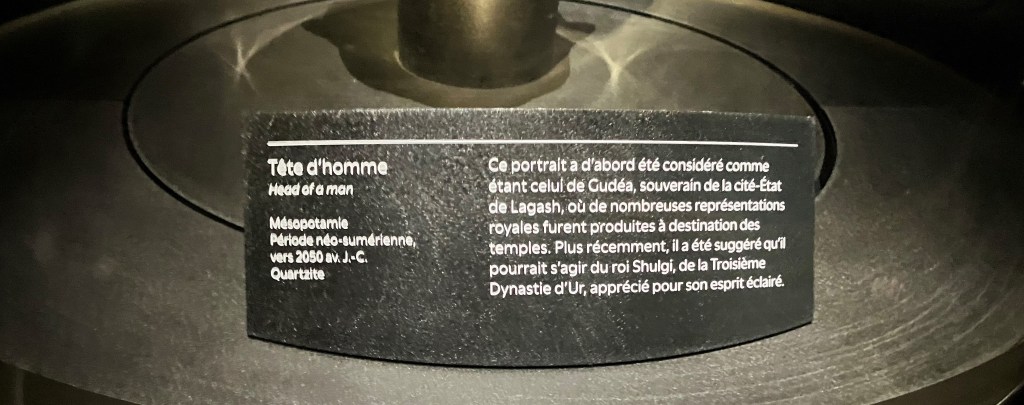 Tête d'homme
Head of a man
Mésopotamie
Période néo-sumérienne,
vers 2050 av. J.-C.
Quartzite
Ce portrait a d'abord été considéré comme
étant celui de Gudéa, souverain de la cité-État
de Lagash, où de nombreuses représentations
royales furent produites à destination des
temples. Plus récemment, il a été suggéré qu'il
pourrait s'agir du roi Shulgi, de la Troisième
Dynastie d'Ur, apprécié pour son esprit éclairé.